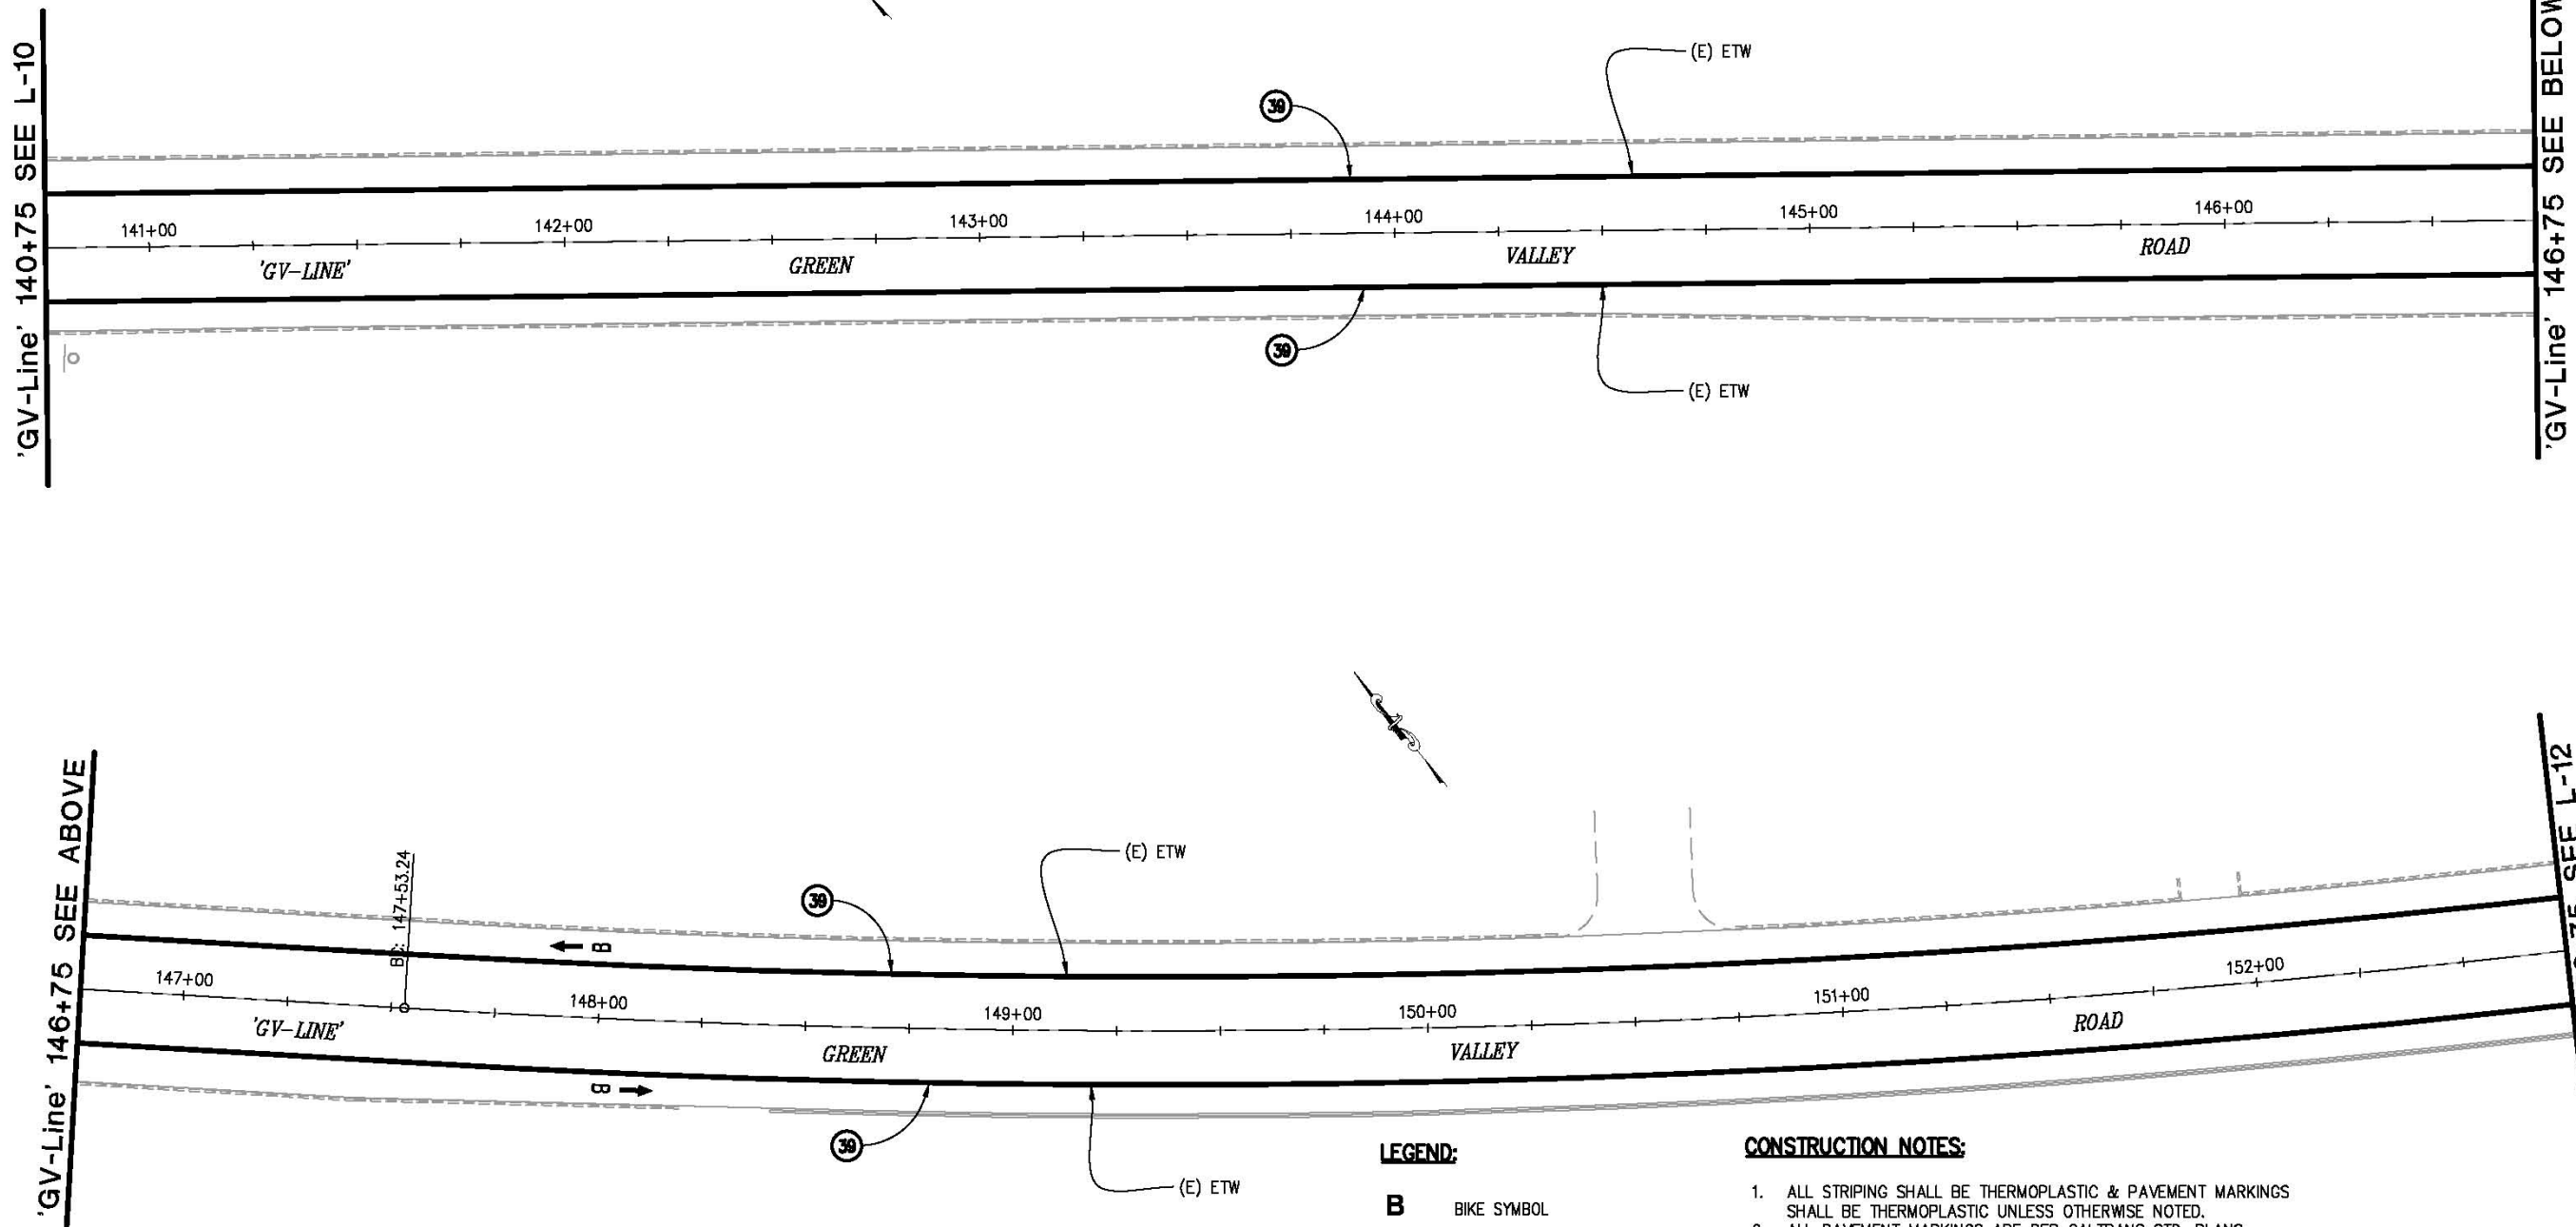 'GV-Line' 140+75 SEE L-10
(E) ETW
39
141+00 142+00 143+00 144+00 145+00 146+00
'GV-LINE' GREEN VALLEY ROAD
39
(E) ETW
'GV-Line' 146+75 SEE BELOW
'GV-Line' 146+75 SEE ABOVE
BC: 147+53.24
(E) ETW
39
B
147+00 148+00 149+00 150+00 151+00 152+00
'GV-LINE' GREEN VALLEY ROAD
B
39
(E) ETW
75 SEE L-12
LEGEND:
B BIKE SYMBOL
CONSTRUCTION NOTES:
1. ALL STRIPING SHALL BE THERMOPLASTIC & PAVEMENT MARKINGS
SHALL BE THERMOPLASTIC UNLESS OTHERWISE NOTED.